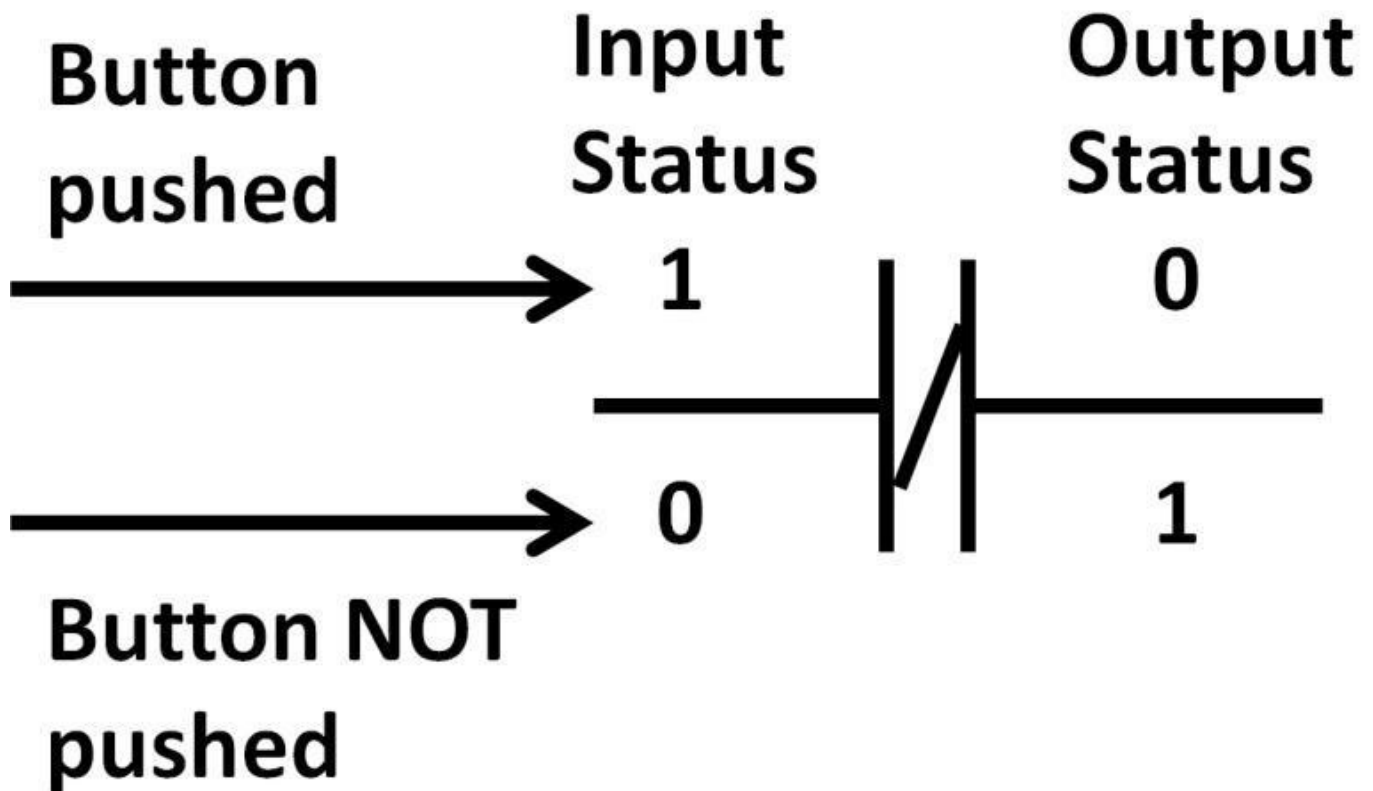 Button
pushed
Input
Status
Output
Status
1
0
0
1
Button NOT
pushed